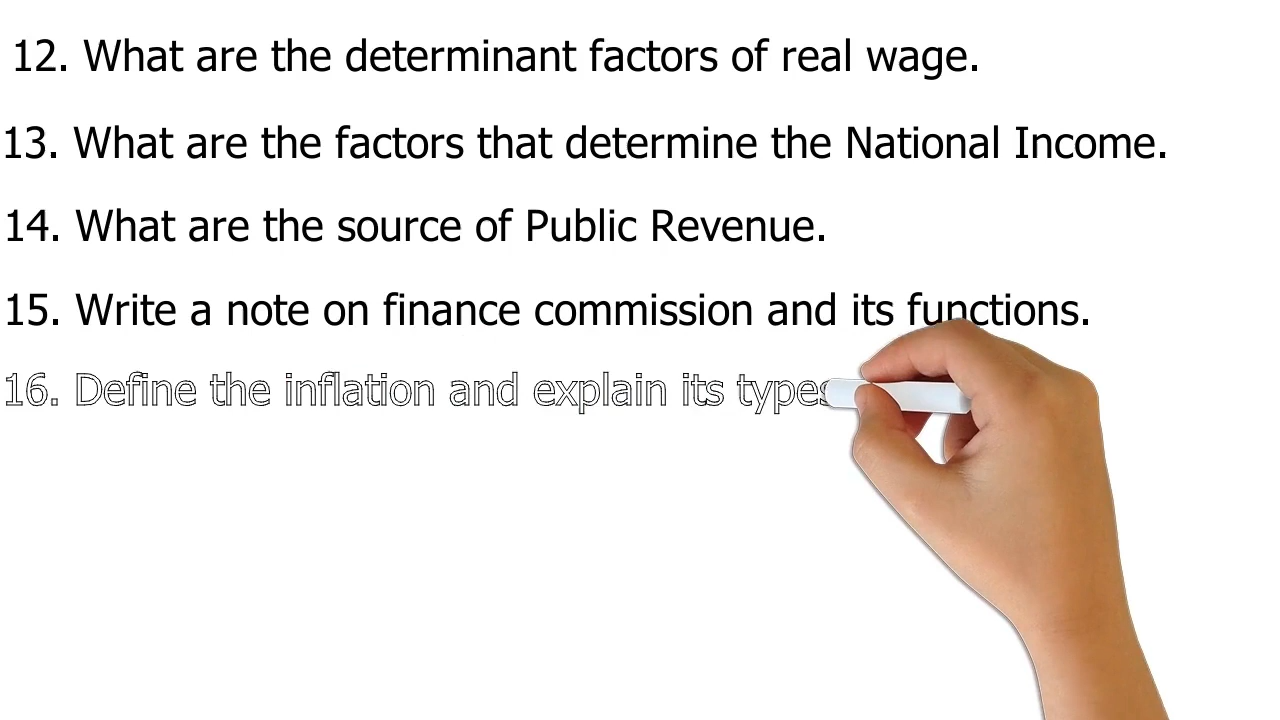 12. What are the determinant factors of real wage.
13. What are the factors that determine the National Income.
14. What are the source of Public Revenue.
15. Write a note on finance commission and its functions.
16. Define the inflation and explain its types